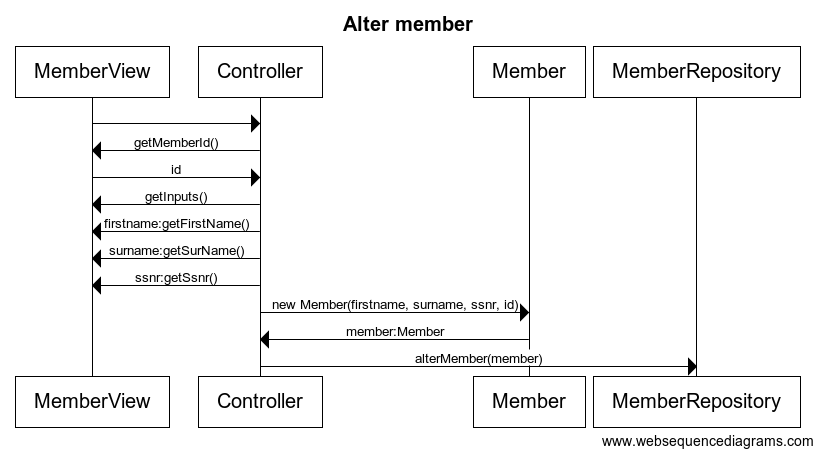 Alter member
MemberView Controller Member MemberRepository
getMemberId()
id
getInputs()
firstname:getFirstName()
surname:getSurName()
ssnr:getSsnr()
new Member(firstname, surname, ssnr, id)
member:Member
alterMember(member)
MemberView Controller Member MemberRepository
www.websequencediagrams.com